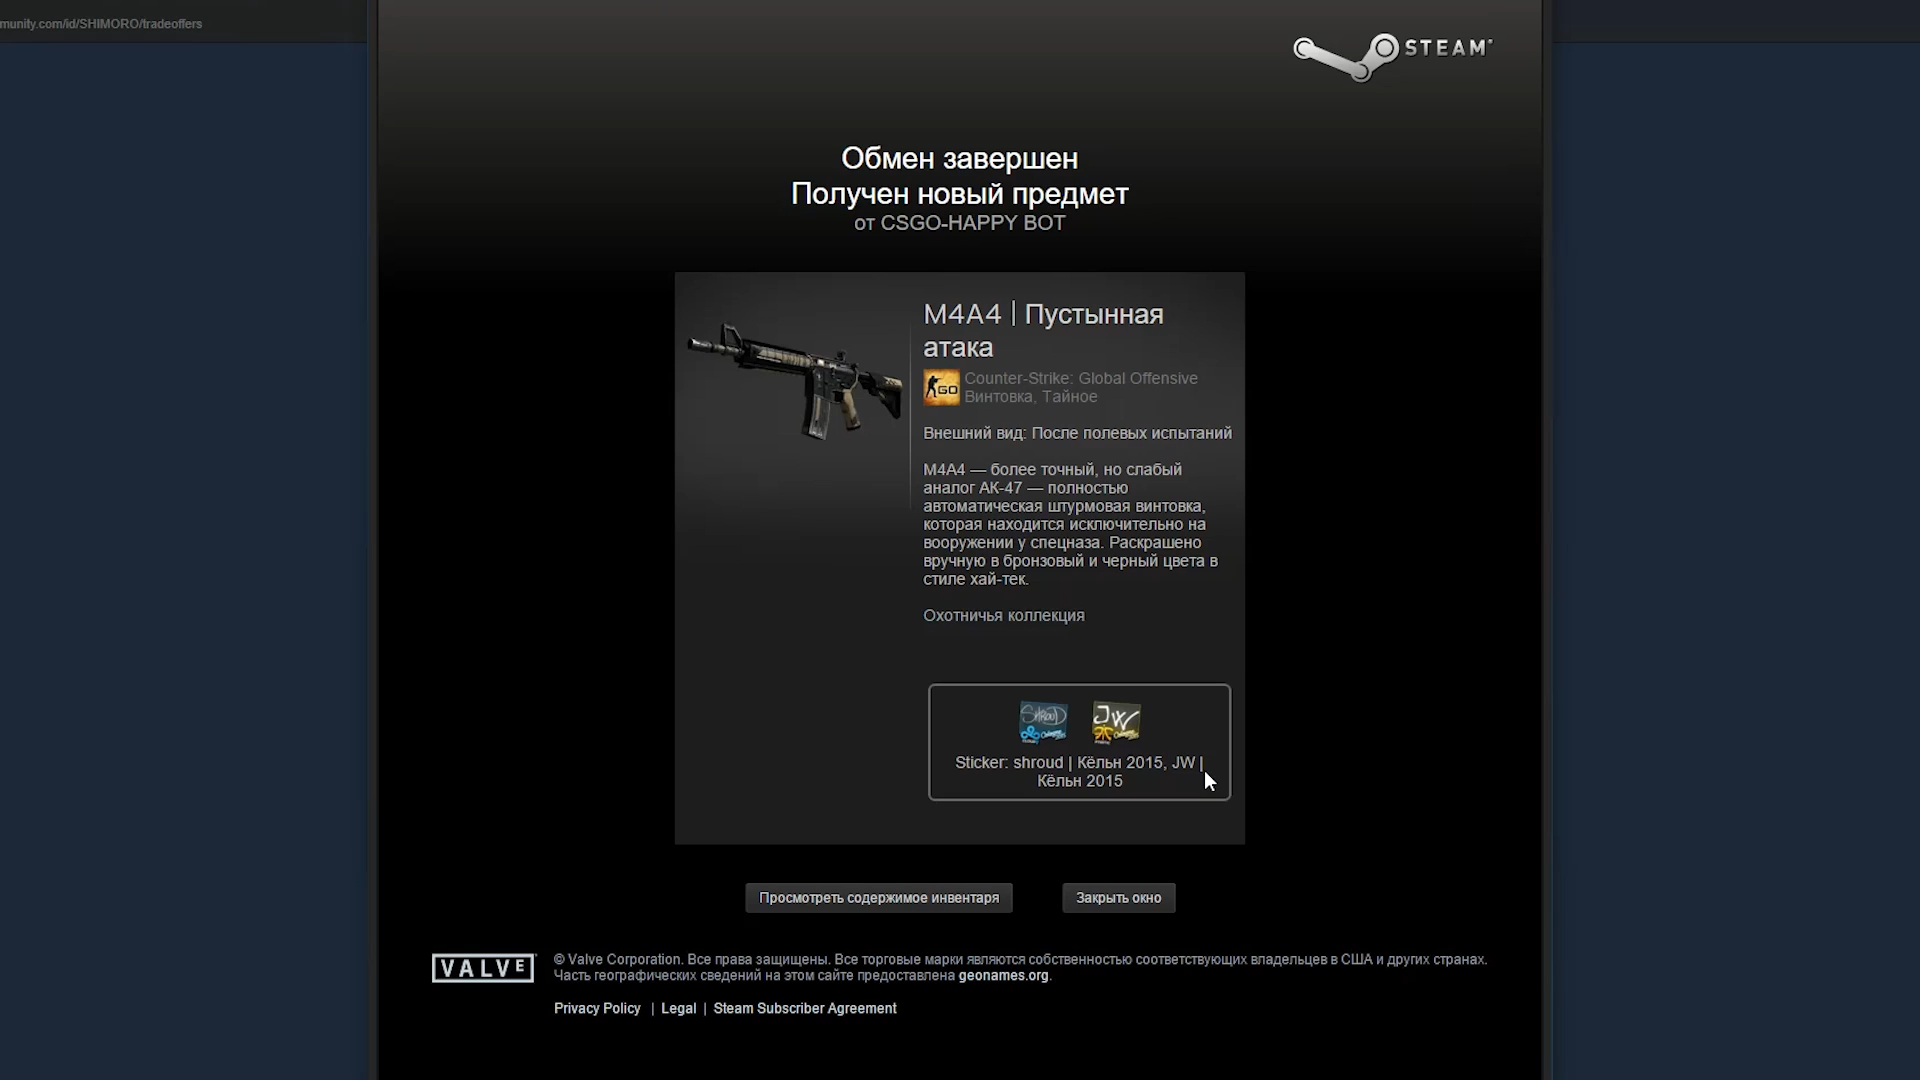 munity.com/id/SHIMORO/tradeoffers
STEAM
Обмен завершен
Получен новый предмет
от CSGO-HAPPY BOT
M4A4 | Пустынная
атака
GO
Counter-Strike: Global Offensive
Винтовка, Тайное
Внешний вид: После полевых испытаний
M4A4 — более точный, но слабый
аналог АК-47 — полностью
автоматическая штурмовая винтовка,
которая находится исключительно на
вооружении у спецназа. Раскрашено
вручную в бронзовый и черный цвета в
стиле хай-тек.
Охотничья коллекция
Shroud
JW
Sticker: shroud | Кёльн 2015, JW |
Кёльн 2015
Просмотреть содержимое инвентаря
Закрыть окно
VALVE
© Valve Corporation. Все права защищены. Все торговые марки являются собственностью соответствующих владельцев в США и других странах.
Часть географических сведений на этом сайте предоставлена geonames.org.
Privacy Policy | Legal | Steam Subscriber Agreement